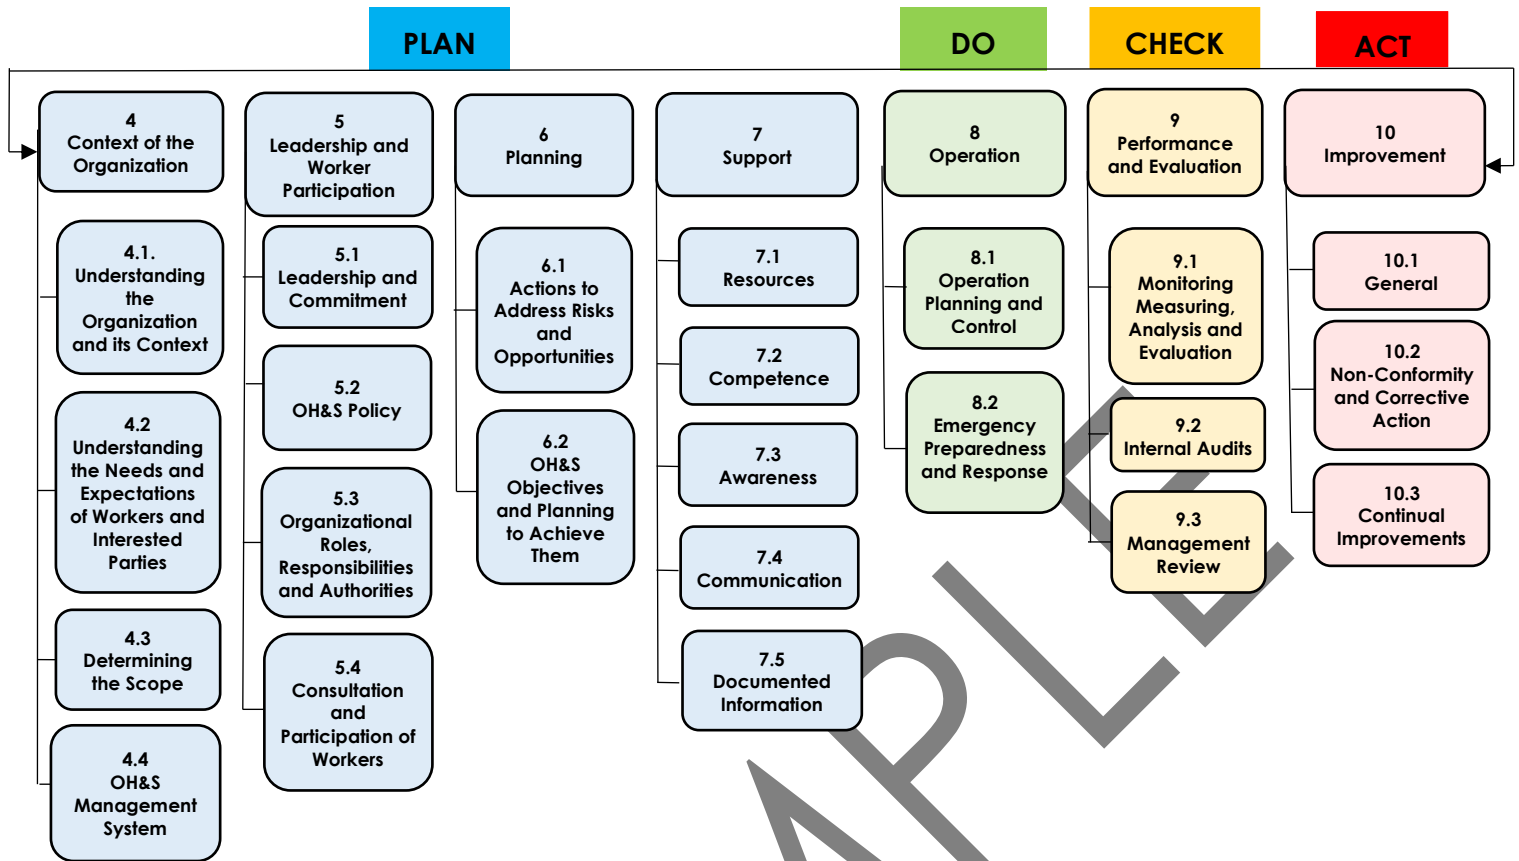 PLAN
DO
CHECK
ACT
4
Context of the
Organization
4.1.
Understanding
the
Organization
and its Context
4.2
Understanding
the Needs and
Expectations
of Workers and
Interested
Parties
4.3
Determining
the Scope
4.4
OH&S
Management
System
5
Leadership and
Worker
Participation
5.1
Leadership and
Commitment
5.2
OH&S Policy
5.3
Organizational
Roles,
Responsibilities
and Authorities
5.4
Consultation
and
Participation of
Workers
6
Planning
6.1
Actions to
Address Risks
and
Opportunities
6.2
OH&S
Objectives
and Planning
to Achieve
Them
7
Support
7.1
Resources
7.2
Competence
7.3
Awareness
7.4
Communication
7.5
Documented
Information
8
Operation
8.1
Operation
Planning and
Control
8.2
Emergency
Preparedness
and Response
9
Performance
and Evaluation
9.1
Monitoring
Measuring,
Analysis and
Evaluation
9.2
Internal Audits
9.3
Management
Review
10
Improvement
10.1
General
10.2
Non-Conformity
and Corrective
Action
10.3
Continual
Improvements